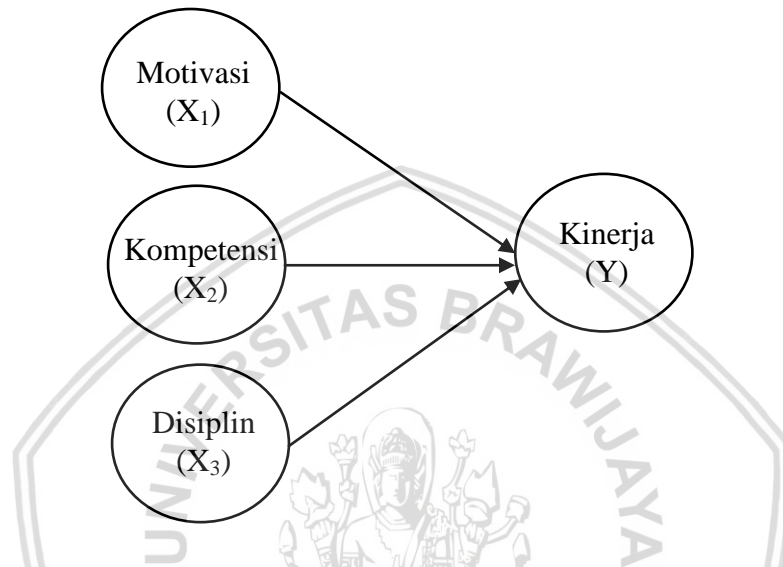 Motivasi
(X₁)
Kompetensi
(X₂)
Disiplin
(X₃)
Kinerja
(Y)
UNIVERSITAS BRAWIJAYA